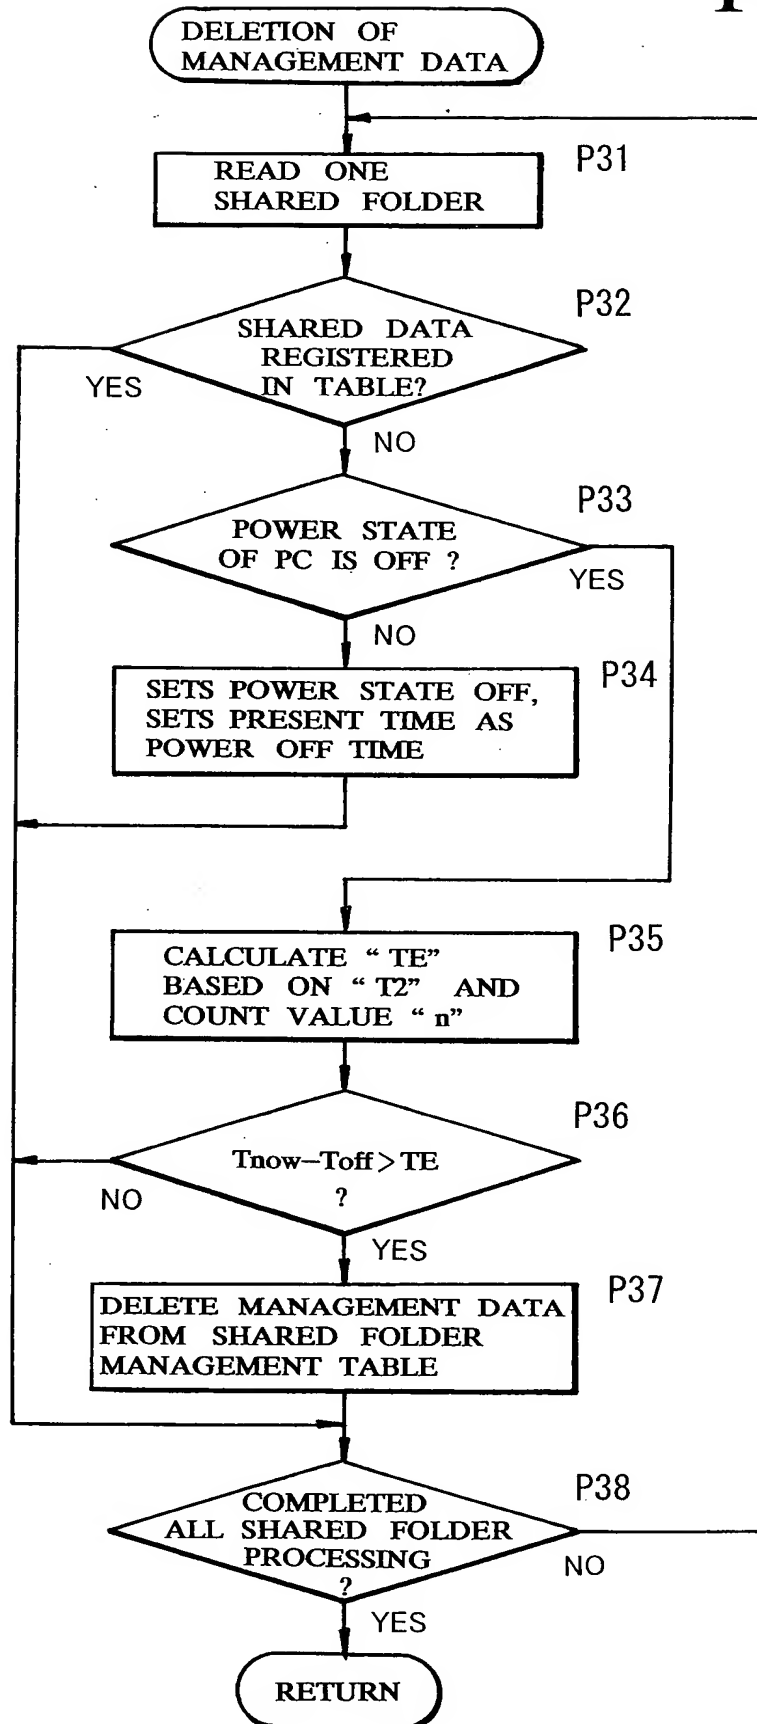 DELETION OF
MANAGEMENT DATA
P31
READ ONE
SHARED FOLDER
P32
SHARED DATA
REGISTERED
IN TABLE?
YES
NO
P33
POWER STATE
OF PC IS OFF ?
YES
NO
P34
SETS POWER STATE OFF,
SETS PRESENT TIME AS
POWER OFF TIME
P35
CALCULATE “ TE”
BASED ON “ T2” AND
COUNT VALUE “ n”
P36
Tnow−Toff > TE
?
NO
YES
P37
DELETE MANAGEMENT DATA
FROM SHARED FOLDER
MANAGEMENT TABLE
P38
COMPLETED
ALL SHARED FOLDER
PROCESSING
?
NO
YES
RETURN